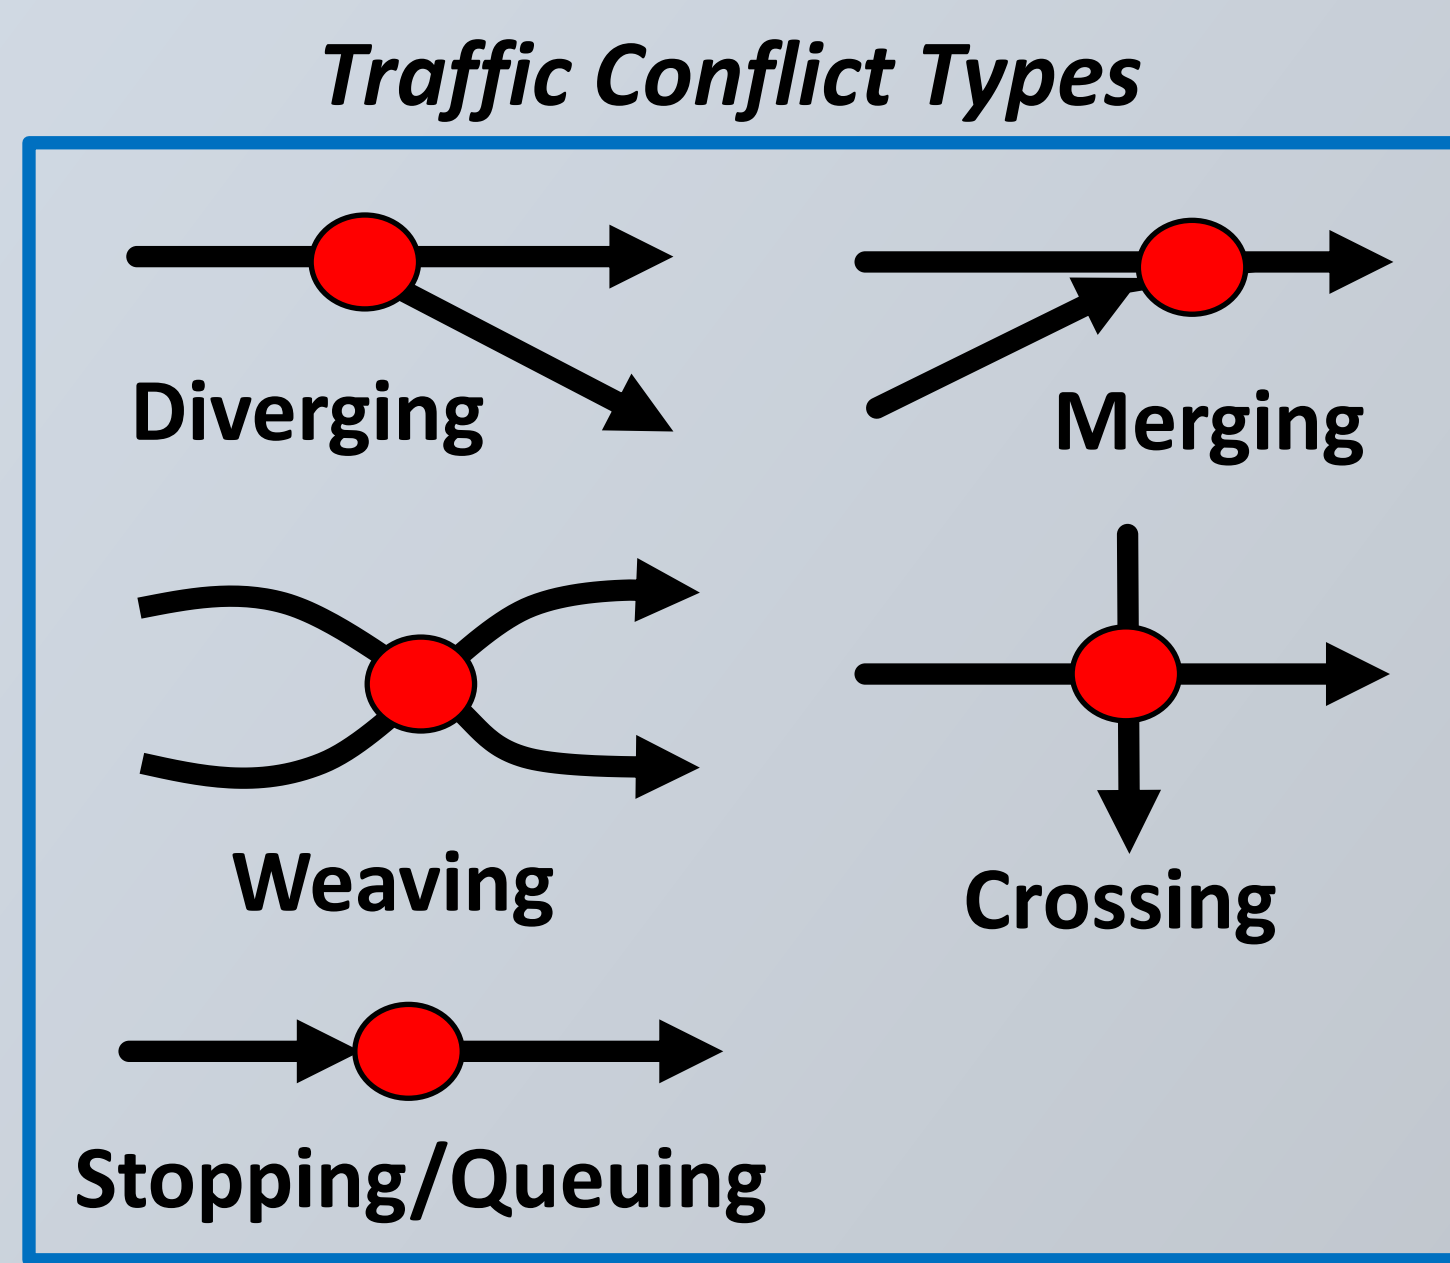 Traffic Conflict Types
Diverging
Merging
Weaving
Crossing
Stopping/Queuing